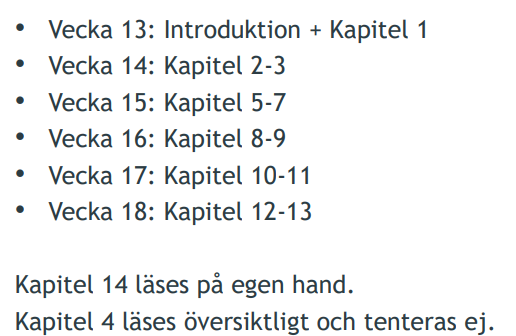 • Vecka 13: Introduktion + Kapitel 1
• Vecka 14: Kapitel 2-3
• Vecka 15: Kapitel 5-7
• Vecka 16: Kapitel 8-9
• Vecka 17: Kapitel 10-11
• Vecka 18: Kapitel 12-13
Kapitel 14 läses på egen hand.
Kapitel 4 läses översiktligt och tenteras ej.